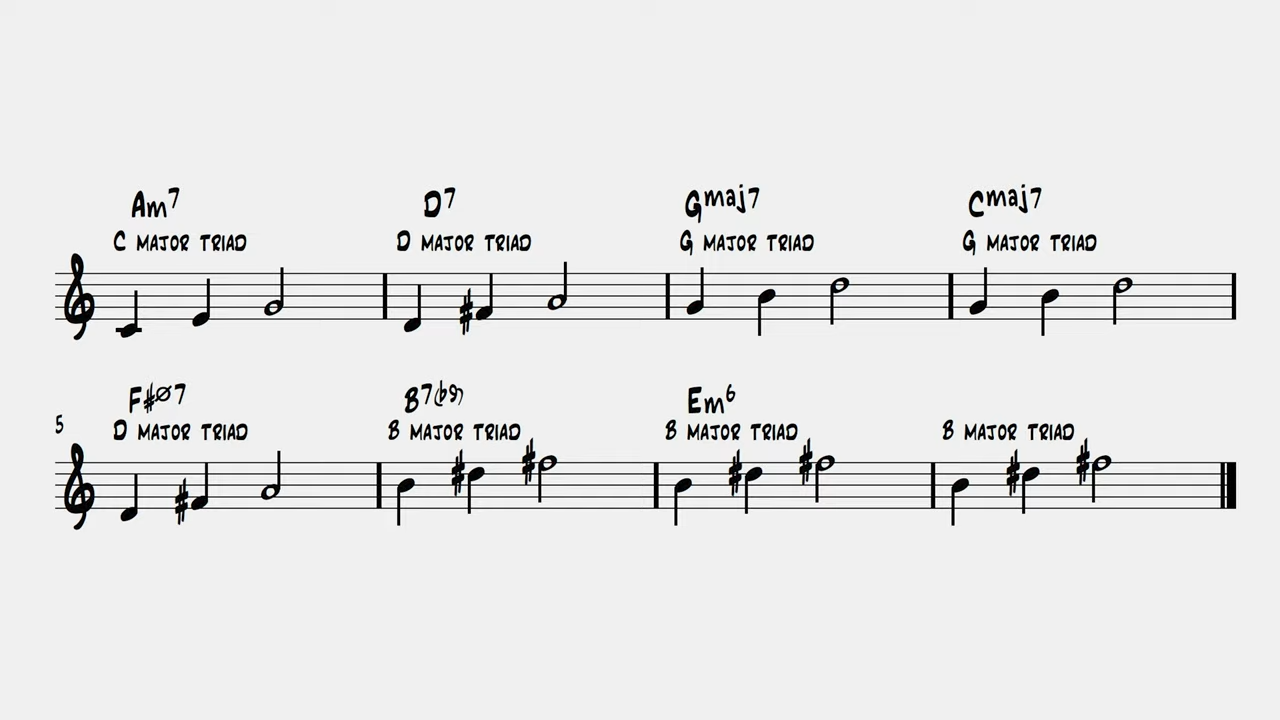 Am7 D7 Gmaj7 Cmaj7
C MAJOR TRIAD D MAJOR TRIAD G MAJOR TRIAD G MAJOR TRIAD
F#ø7 B7(b9) Em6
5 D MAJOR TRIAD B MAJOR TRIAD B MAJOR TRIAD B MAJOR TRIAD